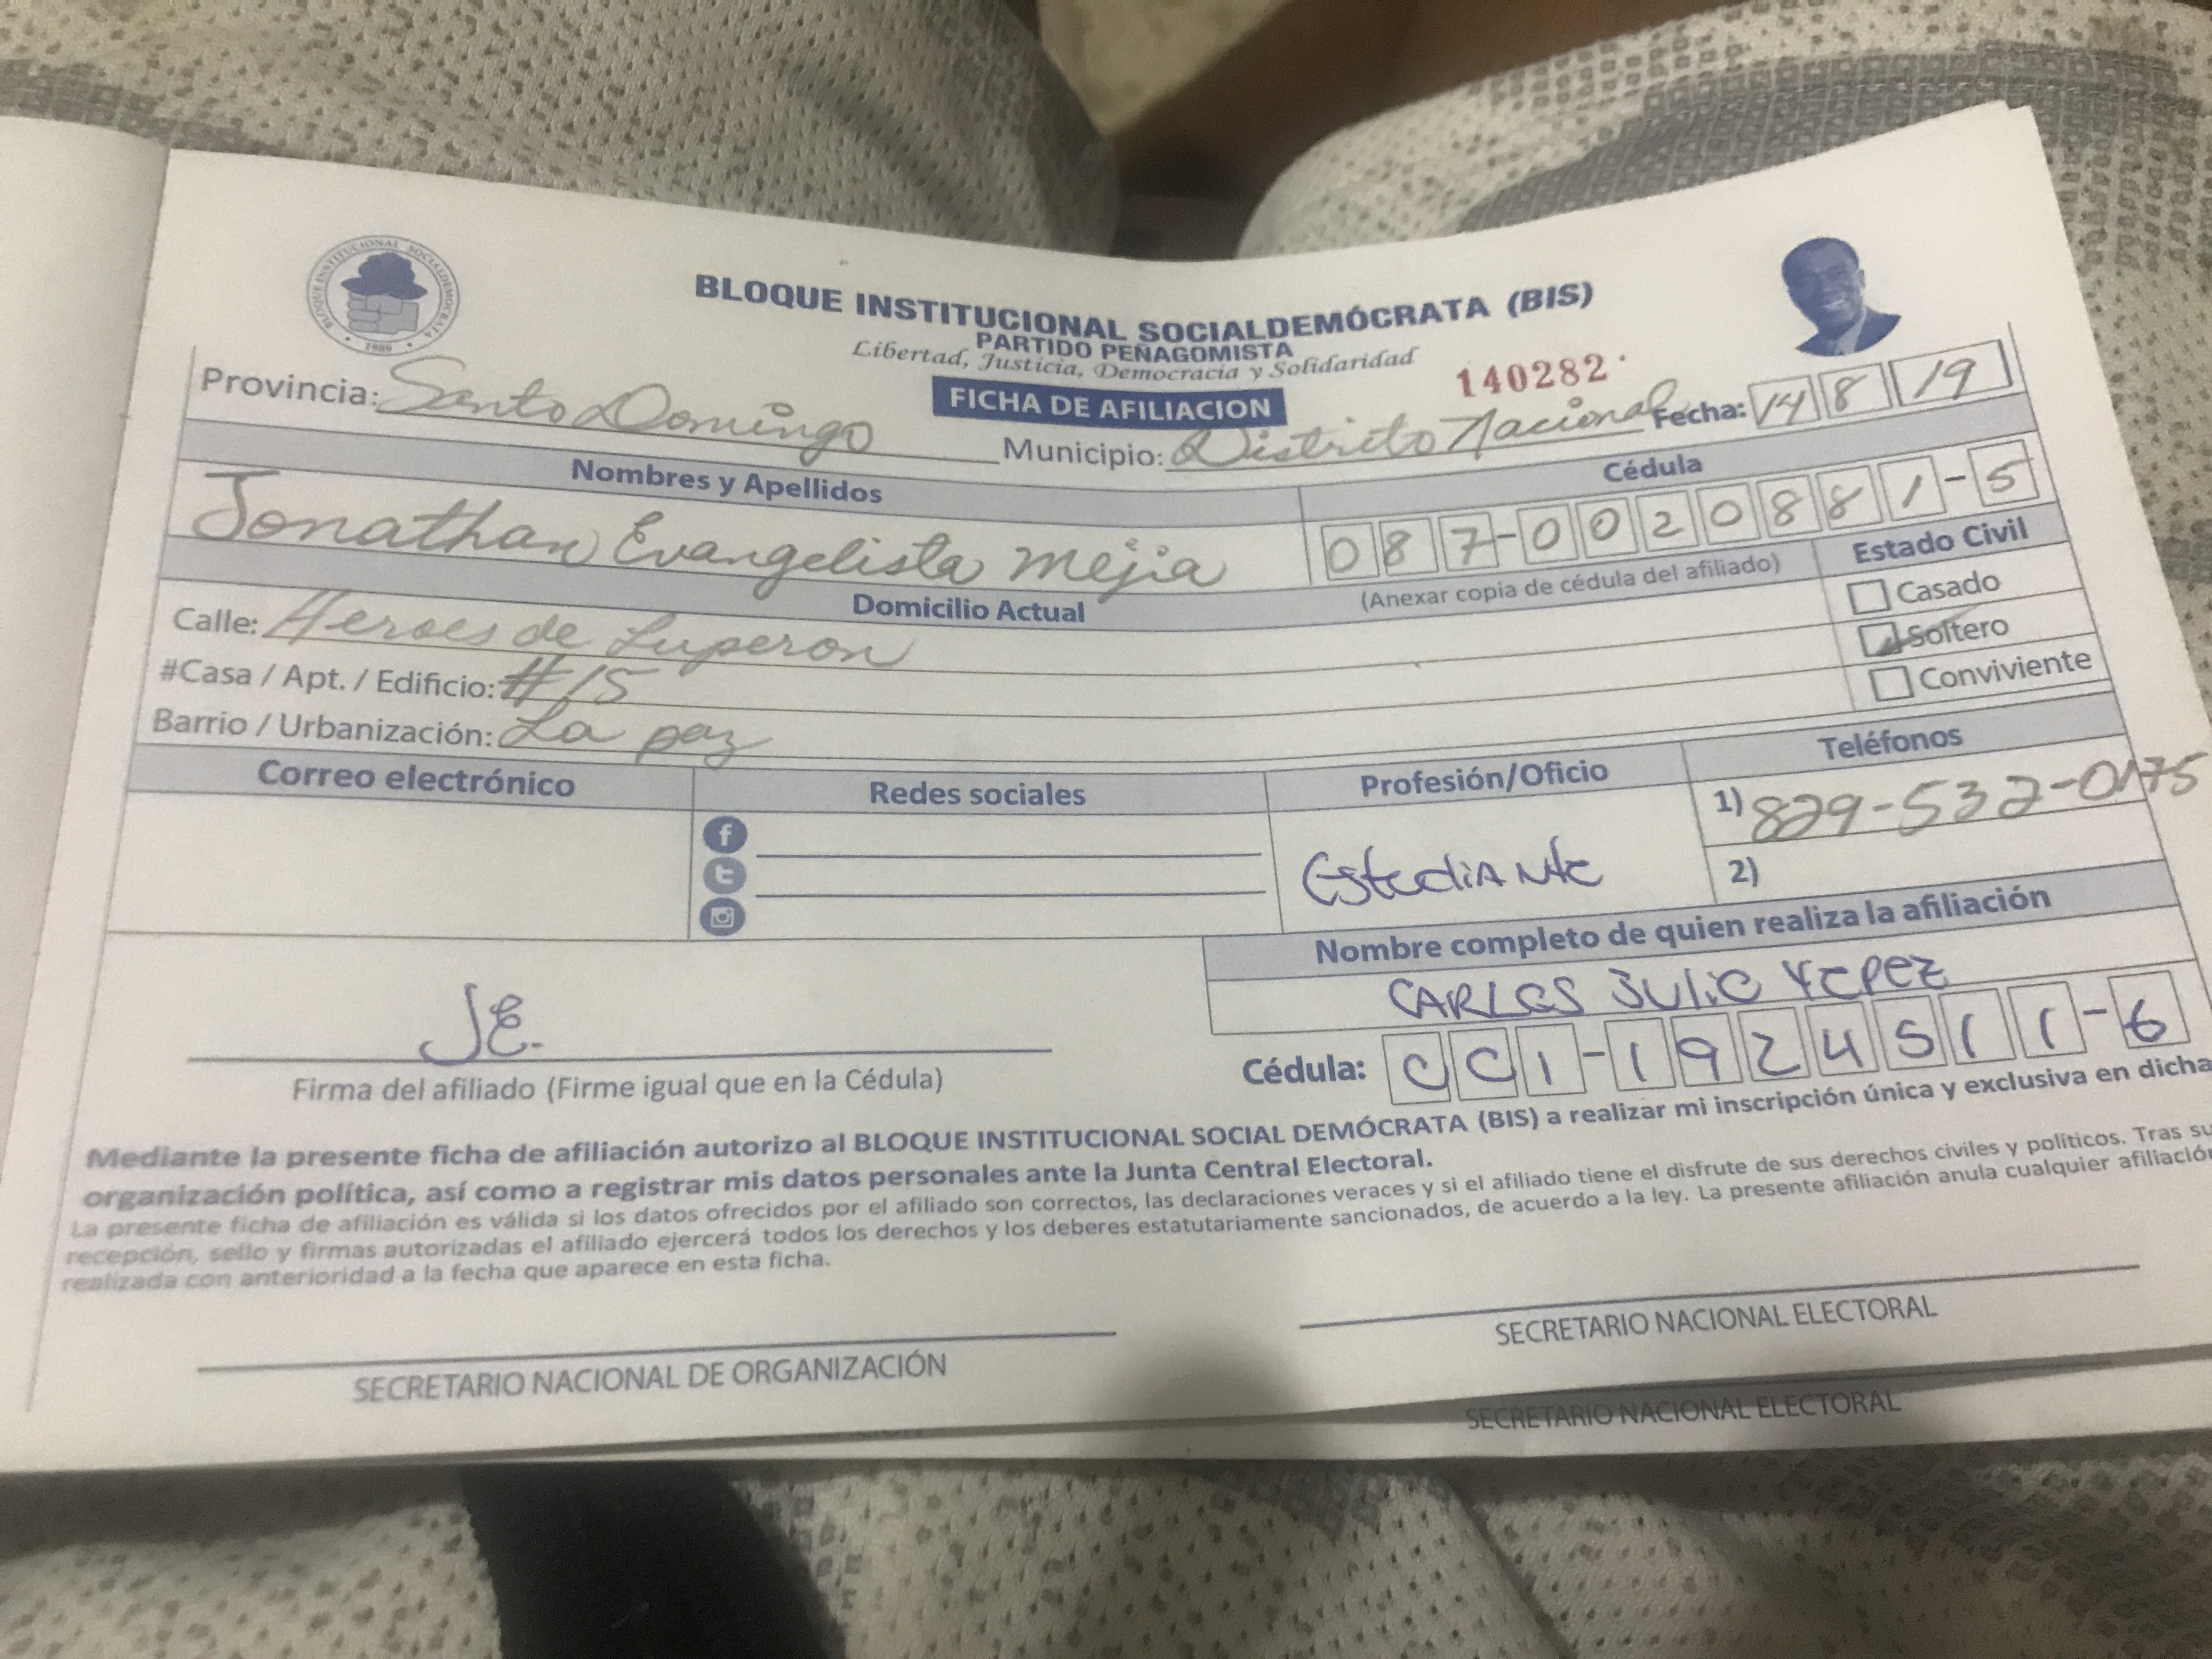 BLOQUE INSTITUCIONAL SOCIALDEMOCRATA
1989
BLOQUE INSTITUCIONAL SOCIALDEMÓCRATA (BIS)
PARTIDO PEÑAGOMISTA
Libertad, Justicia, Democracia y Solidaridad
140282
FICHA DE AFILIACION
Provincia: Santo Domingo Municipio: Distrito Nacional Fecha: 14 8 19
Nombres y Apellidos Cédula
Jonathan Evangelista Mejia 087-0020881-5
(Anexar copia de cédula del afiliado) Estado Civil
Domicilio Actual Casado
Calle: Heroes de Luperon Soltero
#Casa / Apt. / Edificio: #15 Conviviente
Barrio / Urbanización: La paz
Correo electrónico Redes sociales Profesión/Oficio Teléfonos
1) 829-532-0175
EstudiANte
2)
Nombre completo de quien realiza la afiliación
CARLOS JULIO YEPEZ
JE.
Cédula: 001-1924511-6
Firma del afiliado (Firme igual que en la Cédula)
Mediante la presente ficha de afiliación autorizo al BLOQUE INSTITUCIONAL SOCIAL DEMÓCRATA (BIS) a realizar mi inscripción única y exclusiva en dicha
organización política, así como a registrar mis datos personales ante la Junta Central Electoral.
La presente ficha de afiliación es válida si los datos ofrecidos por el afiliado son correctos, las declaraciones veraces y si el afiliado tiene el disfrute de sus derechos civiles y políticos. Tras su
recepción, sello y firmas autorizadas el afiliado ejercerá todos los derechos y los deberes estatutariamente sancionados, de acuerdo a la ley. La presente afiliación anula cualquier afiliación
realizada con anterioridad a la fecha que aparece en esta ficha.
SECRETARIO NACIONAL DE ORGANIZACIÓN SECRETARIO NACIONAL ELECTORAL
SECRETARIO NACIONAL ELECTORAL